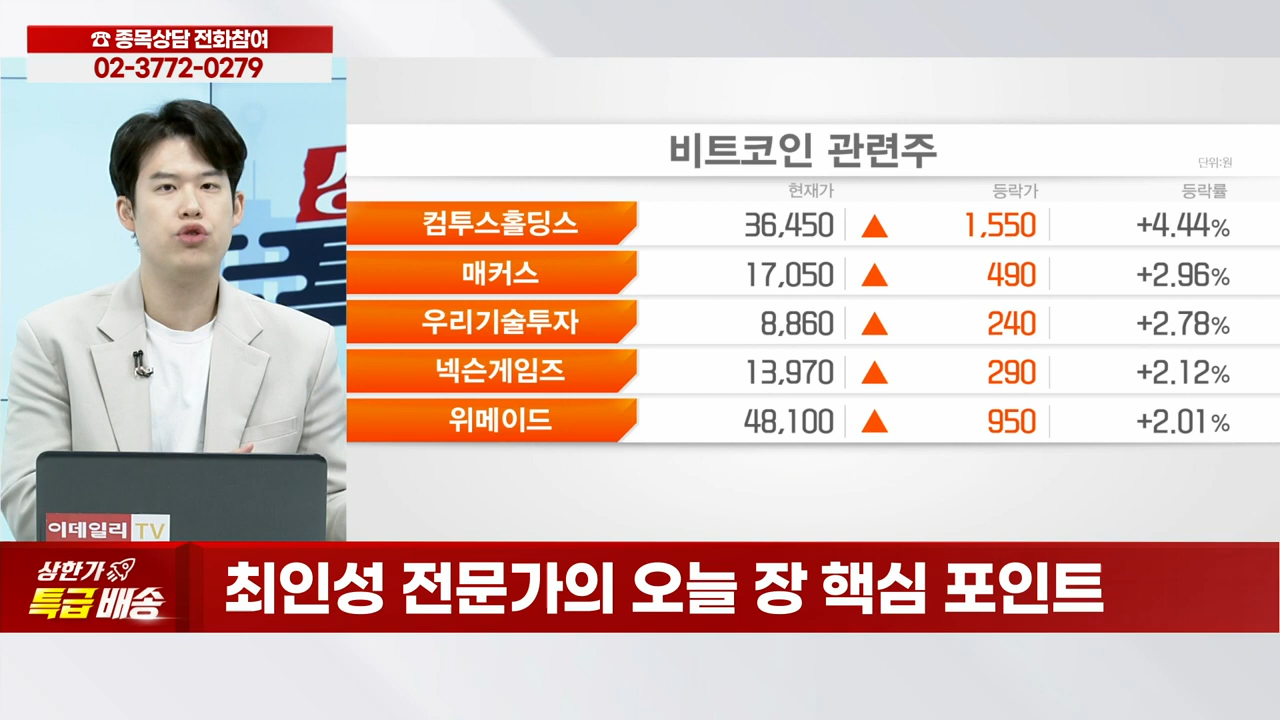 ☎ 종목상담 전화참여
02-3772-0279
비트코인 관련주
단위:원
현재가 등락가 등락률
컴투스홀딩스 36,450 ▲ 1,550 +4.44%
매커스 17,050 ▲ 490 +2.96%
우리기술투자 8,860 ▲ 240 +2.78%
넥슨게임즈 13,970 ▲ 290 +2.12%
위메이드 48,100 ▲ 950 +2.01%
이데일리 TV
상한가
특급 배송
최인성 전문가의 오늘 장 핵심 포인트